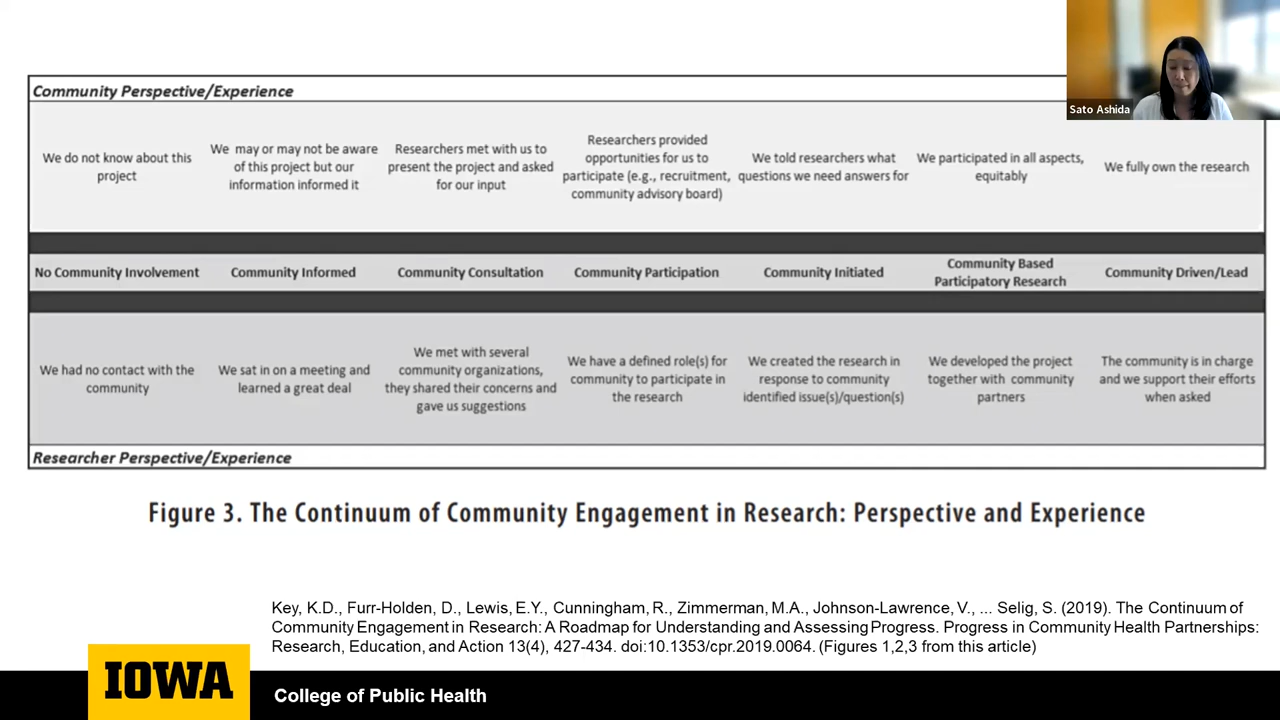 Sato Ashida
Community Perspective/Experience
We do not know about this
project
We may or may not be aware
of this project but our
information informed it
Researchers met with us to
present the project and asked
for our input
Researchers provided
opportunities for us to
participate (e.g., recruitment,
community advisory board)
We told researchers what
questions we need answers for
We participated in all aspects,
equitably
We fully own the research
No Community Involvement
Community Informed
Community Consultation
Community Participation
Community Initiated
Community Based
Participatory Research
Community Driven/Lead
We had no contact with the
community
We sat in on a meeting and
learned a great deal
We met with several
community organizations,
they shared their concerns and
gave us suggestions
We have a defined role(s) for
community to participate in
the research
We created the research in
response to community
identified issue(s)/question(s)
We developed the project
together with community
partners
The community is in charge
and we support their efforts
when asked
Researcher Perspective/Experience
Figure 3. The Continuum of Community Engagement in Research: Perspective and Experience
Key, K.D., Furr-Holden, D., Lewis, E.Y., Cunningham, R., Zimmerman, M.A., Johnson-Lawrence, V., ... Selig, S. (2019). The Continuum of
Community Engagement in Research: A Roadmap for Understanding and Assessing Progress. Progress in Community Health Partnerships:
Research, Education, and Action 13(4), 427-434. doi:10.1353/cpr.2019.0064. (Figures 1,2,3 from this article)
IOWA
College of Public Health